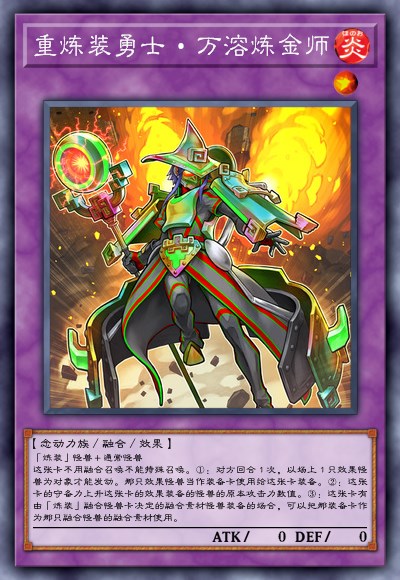 重炼装勇士・万溶炼金师
炎
ほのお
【念动力族／融合／效果】
「炼装」怪兽＋通常怪兽
这张卡不用融合召唤不能特殊召唤。①：对方回合1次，以场上1只效果怪
兽为对象才能发动。那只效果怪兽当作装备卡使用给这张卡装备。②：这张
卡的守备力上升这张卡的效果装备的怪兽的原本攻击力数值。③：这张卡有
由「炼装」融合怪兽卡决定的融合素材怪兽装备的场合，可以把那装备卡作
为那只融合怪兽的融合素材使用。
ATK/ 0 DEF/ 0